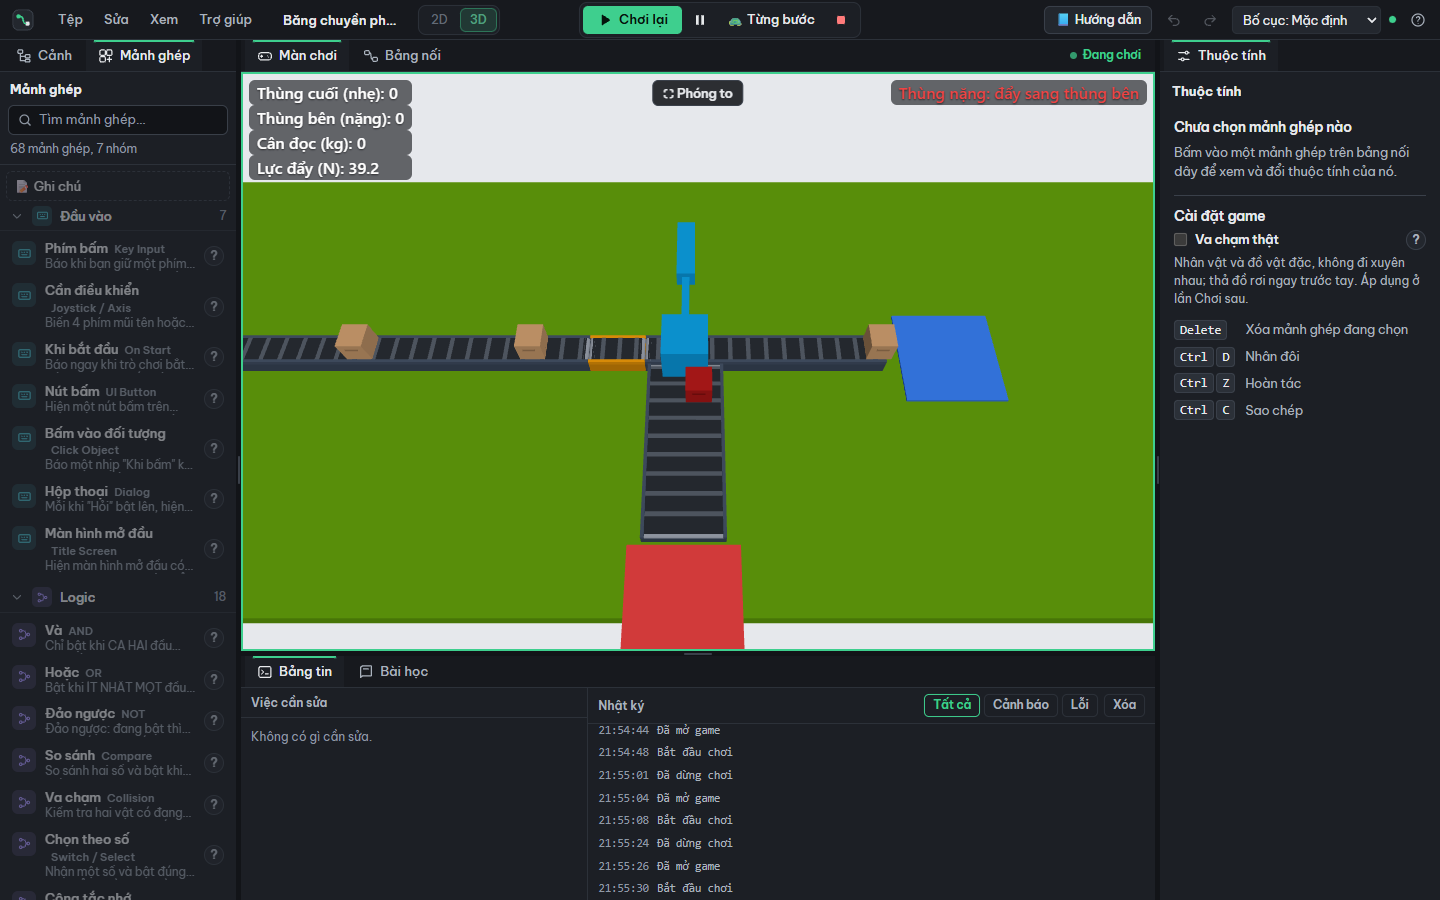 Tệp Sửa Xem Trợ giúp Băng chuyền ph... 2D 3D Chơi lại Từng bước Hướng dẫn Bố cục: Mặc định
Cảnh Mảnh ghép
Mảnh ghép
Tìm mảnh ghép...
68 mảnh ghép, 7 nhóm
Ghi chú
Đầu vào 7
Phím bấm Key Input ?
Báo khi bạn giữ một phím...
Cần điều khiển
Joystick / Axis ?
Biến 4 phím mũi tên hoặc...
Khi bắt đầu On Start ?
Báo ngay khi trò chơi bắt...
Nút bấm UI Button ?
Hiện một nút bấm trên...
Bấm vào đối tượng
Click Object ?
Báo một nhịp "Khi bấm" k...
Hộp thoại Dialog ?
Mỗi khi "Hỏi" bật lên, hiện...
Màn hình mở đầu
Title Screen ?
Hiện màn hình mở đầu có...
Logic 18
Và AND ?
Chỉ bật khi CẢ HAI đầu...
Hoặc OR ?
Bật khi ÍT NHẤT MỘT đầu...
Đảo ngược NOT ?
Đảo ngược: đang bật thì...
So sánh Compare ?
So sánh hai số và bật khi...
Va chạm Collision ?
Kiểm tra hai vật có đang...
Chọn theo số
Switch / Select ?
Nhận một số và bật đúng...
Công tắc nhớ
Màn chơi Bảng nối Đang chơi
Thùng cuối (nhẹ): 0
Thùng bên (nặng): 0
Cân đọc (kg): 0
Lực đẩy (N): 39.2
Phóng to
Thùng nặng: đẩy sang thùng bên
Bảng tin Bài học
Việc cần sửa
Không có gì cần sửa.
Nhật ký Tất cả Cảnh báo Lỗi Xóa
21:54:44 Đã mở game
21:54:48 Bắt đầu chơi
21:55:01 Đã dừng chơi
21:55:04 Đã mở game
21:55:08 Bắt đầu chơi
21:55:24 Đã dừng chơi
21:55:26 Đã mở game
21:55:30 Bắt đầu chơi
Thuộc tính
Thuộc tính
Chưa chọn mảnh ghép nào
Bấm vào một mảnh ghép trên bảng nối
dây để xem và đổi thuộc tính của nó.
Cài đặt game
Va chạm thật ?
Nhân vật và đồ vật đặc, không đi xuyên
nhau; thả đồ rơi ngay trước tay. Áp dụng ở
lần Chơi sau.
Delete Xóa mảnh ghép đang chọn
Ctrl D Nhân đôi
Ctrl Z Hoàn tác
Ctrl C Sao chép